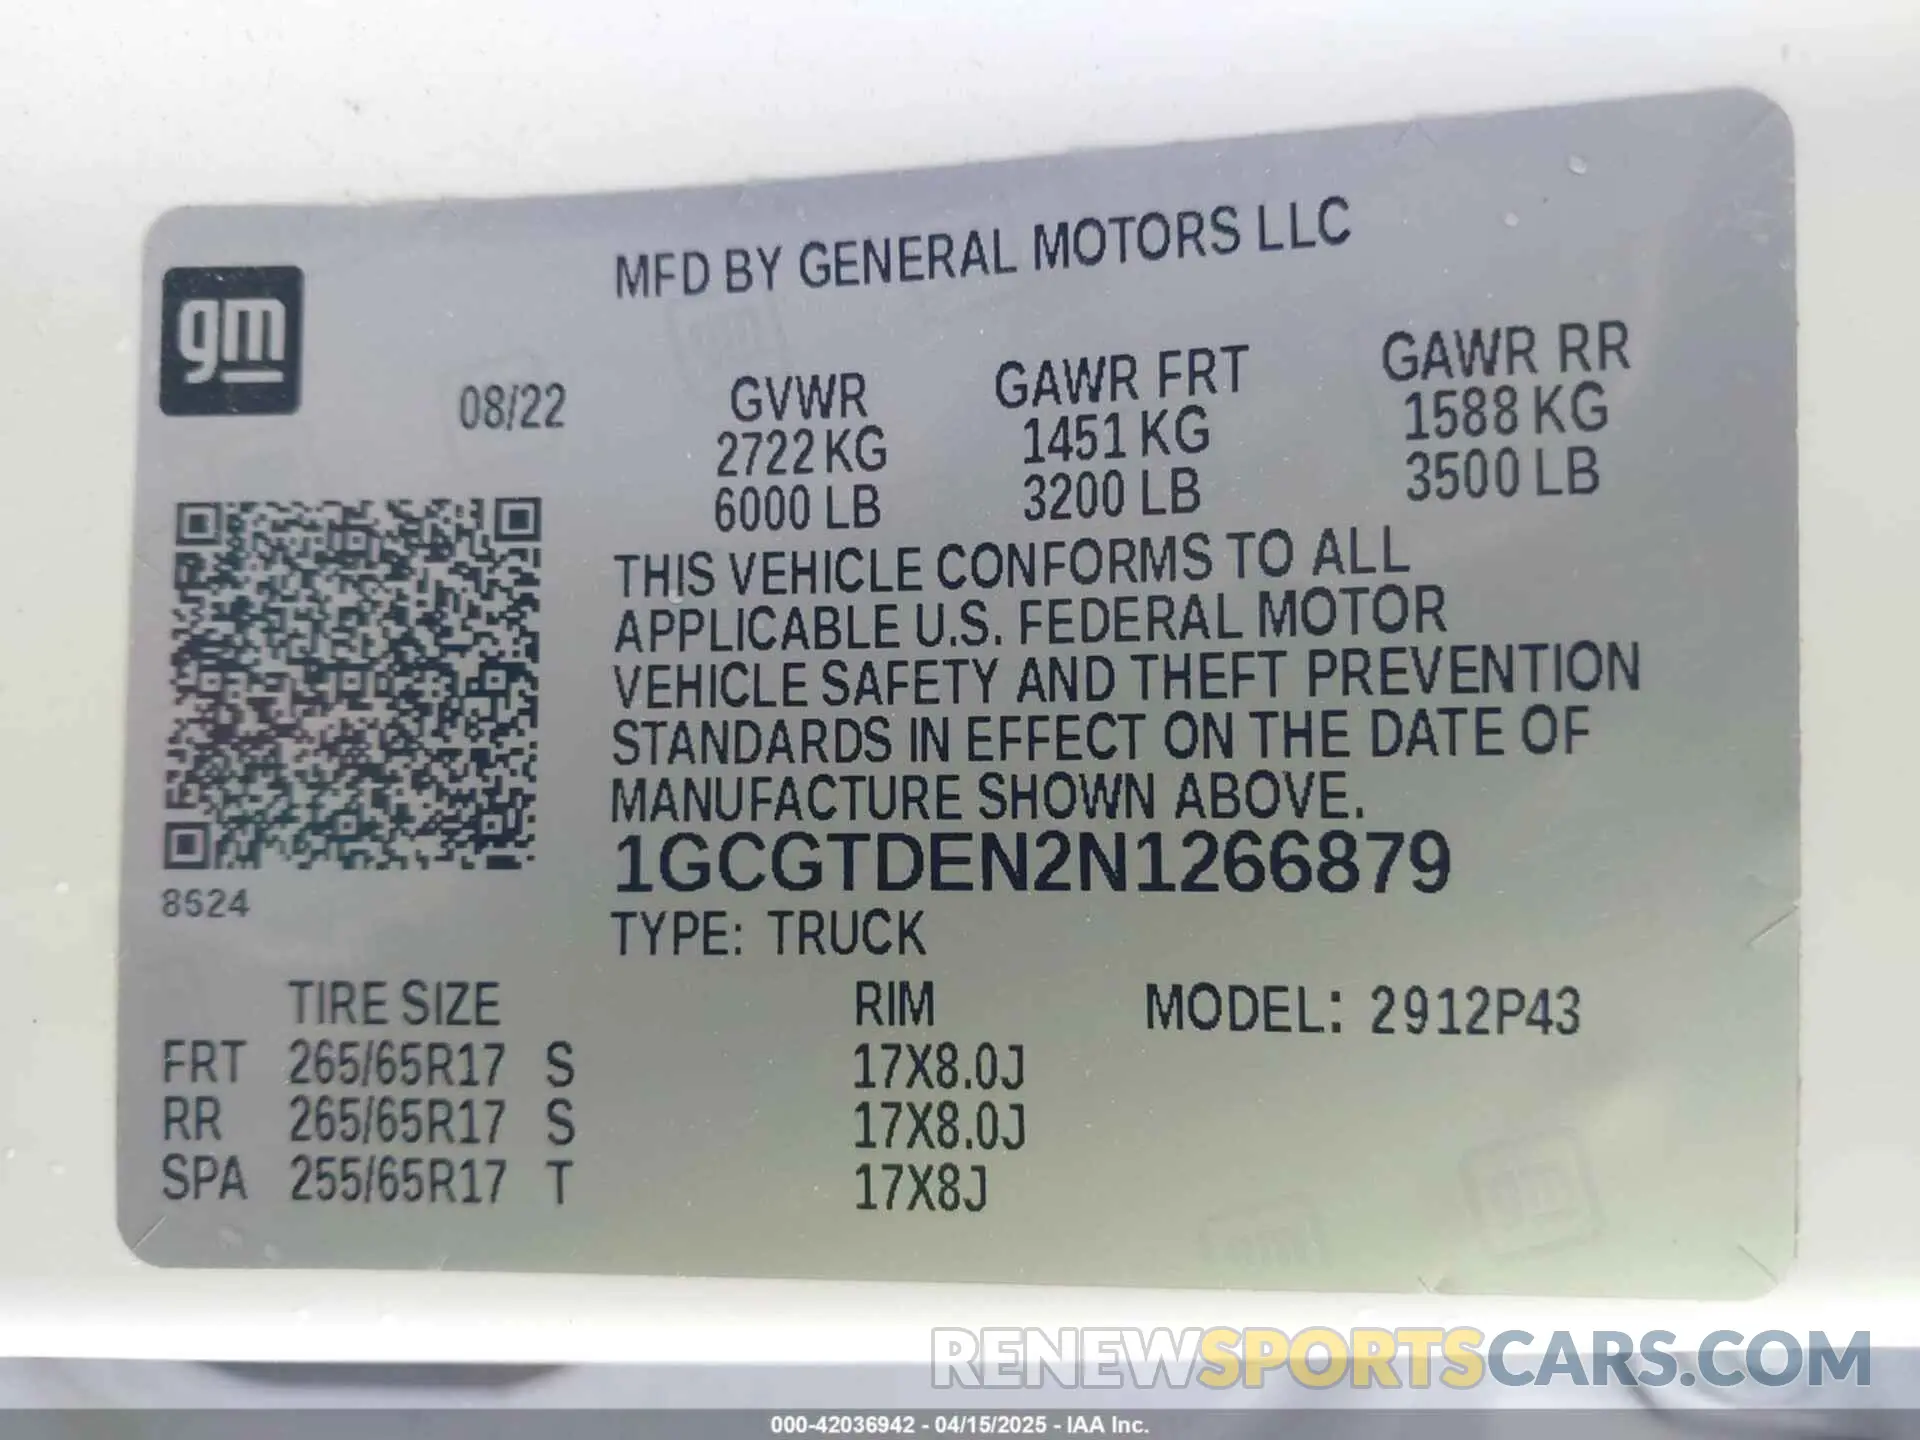 MFD BY GENERAL MOTORS LLC
gm
08/22
GVWR GAWR FRT GAWR RR
2722 KG 1451 KG 1588 KG
6000 LB 3200 LB 3500 LB
THIS VEHICLE CONFORMS TO ALL
APPLICABLE U.S. FEDERAL MOTOR
VEHICLE SAFETY AND THEFT PREVENTION
STANDARDS IN EFFECT ON THE DATE OF
MANUFACTURE SHOWN ABOVE.
1GCGTDEN2N1266879
8524
TYPE: TRUCK
TIRE SIZE RIM MODEL: 2912P43
FRT 265/65R17 S 17X8.0J
RR 265/65R17 S 17X8.0J
SPA 255/65R17 T 17X8J
RENEWSPORTSCARS.COM
000-42036942 - 04/15/2025 - IAA Inc.